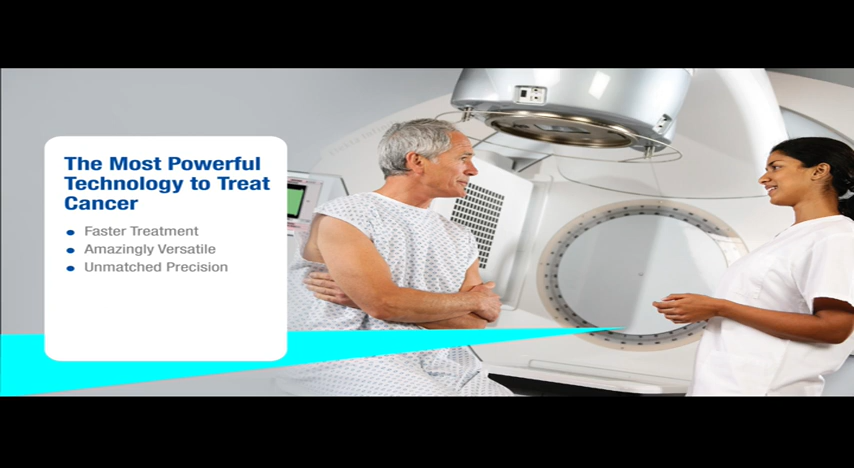 The Most Powerful
Technology to Treat
Cancer
Faster Treatment
Amazingly Versatile
Unmatched Precision